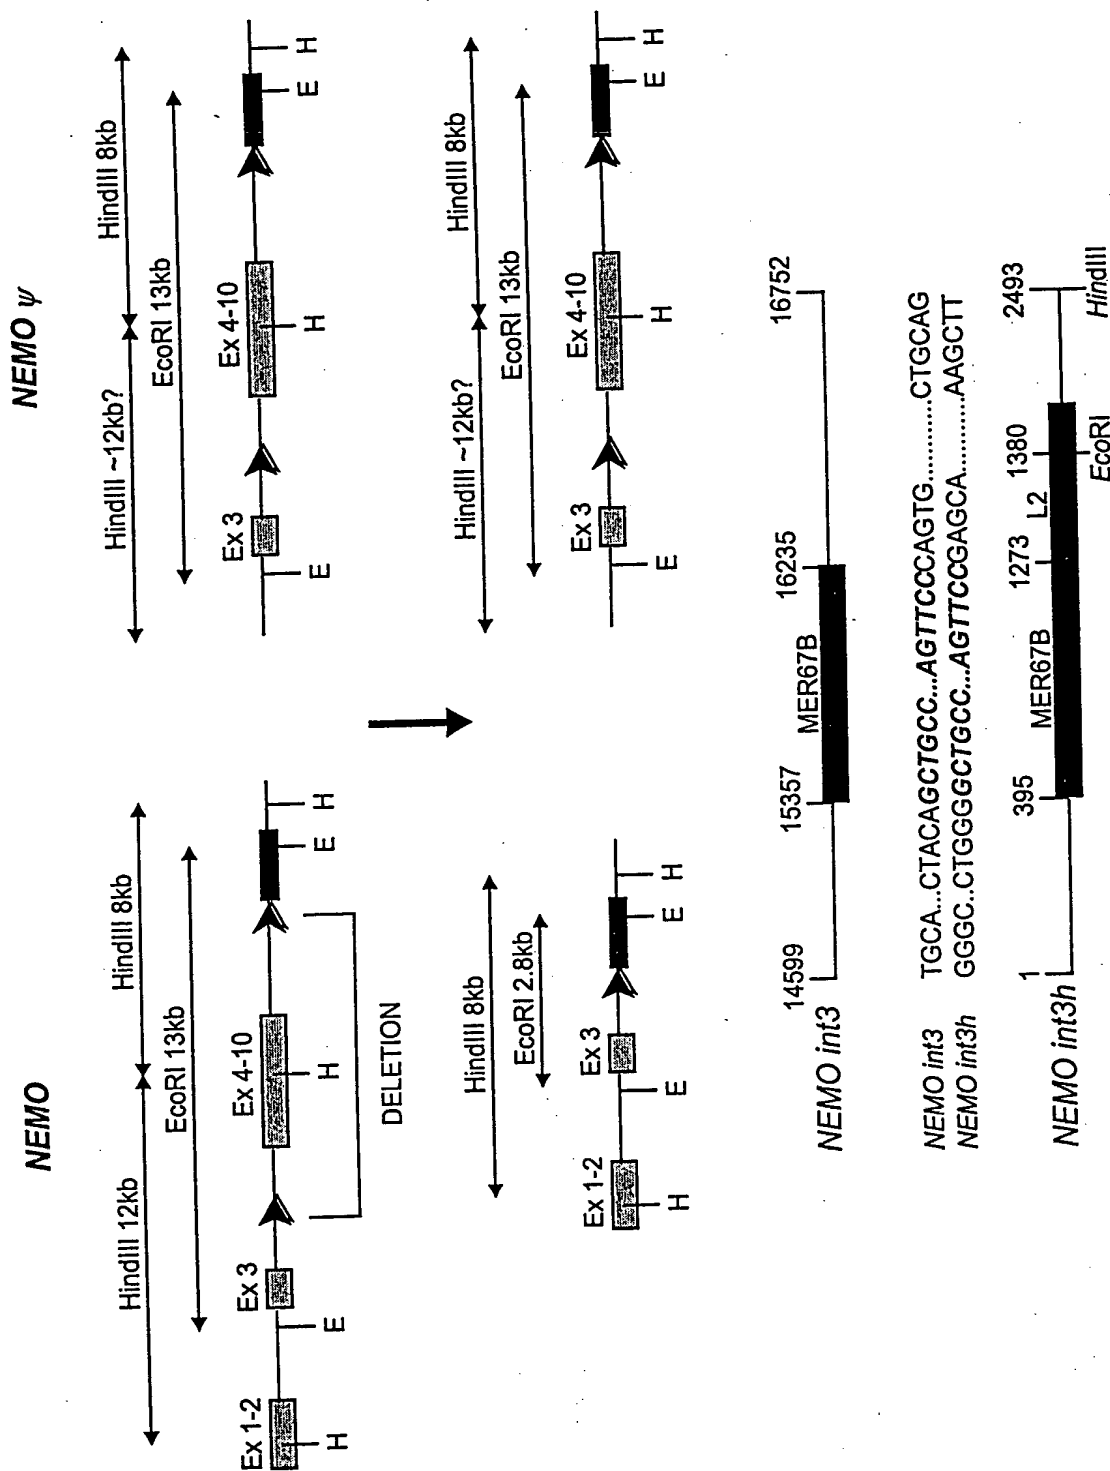 NEMO
HindIII 12kb
HindIII 8kb
EcoRI 13kb
Ex 1-2
Ex 3
Ex 4-10
H
E
H
E
H
DELETION
NEMO ψ
HindIII ~12kb?
HindIII 8kb
EcoRI 13kb
Ex 3
Ex 4-10
E
H
E
H
HindIII 8kb
EcoRI 2.8kb
Ex 1-2
Ex 3
H
E
E
H
HindIII ~12kb?
HindIII 8kb
EcoRI 13kb
Ex 3
Ex 4-10
E
H
E
H
14599
15357
16235
16752
MER67B
NEMO int3
NEMO int3 TGCA...CTACAGCTGCC...AGTTCCCAGTG...........CTGCAG
NEMO int3h GGGC..CTGGGGCTGCC...AGTTCCGAGCA...........AAGCTT
1
395
1273
1380
2493
MER67B
L2
NEMO int3h
EcoRI
HindIII